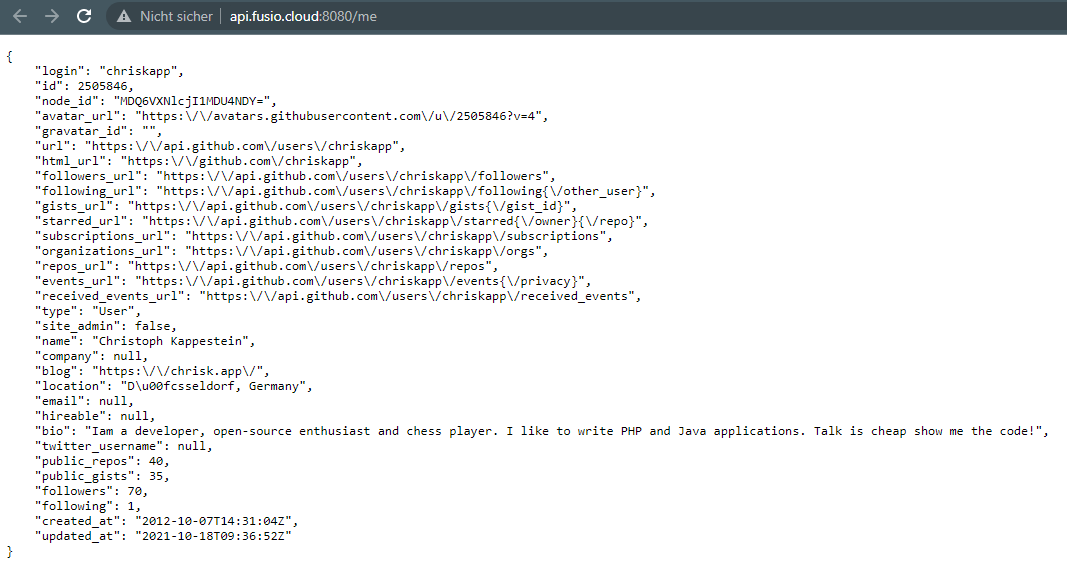 Nicht sicher | api.fusio.cloud:8080/me
{
    "login": "chriskapp",
    "id": 2505846,
    "node_id": "MDQ6VXNlcjI1MDU4NDY=",
    "avatar_url": "https:\/\/avatars.githubusercontent.com\/u\/2505846?v=4",
    "gravatar_id": "",
    "url": "https:\/\/api.github.com\/users\/chriskapp",
    "html_url": "https:\/\/github.com\/chriskapp",
    "followers_url": "https:\/\/api.github.com\/users\/chriskapp\/followers",
    "following_url": "https:\/\/api.github.com\/users\/chriskapp\/following{\/other_user}",
    "gists_url": "https:\/\/api.github.com\/users\/chriskapp\/gists{\/gist_id}",
    "starred_url": "https:\/\/api.github.com\/users\/chriskapp\/starred{\/owner}{\/repo}",
    "subscriptions_url": "https:\/\/api.github.com\/users\/chriskapp\/subscriptions",
    "organizations_url": "https:\/\/api.github.com\/users\/chriskapp\/orgs",
    "repos_url": "https:\/\/api.github.com\/users\/chriskapp\/repos",
    "events_url": "https:\/\/api.github.com\/users\/chriskapp\/events{\/privacy}",
    "received_events_url": "https:\/\/api.github.com\/users\/chriskapp\/received_events",
    "type": "User",
    "site_admin": false,
    "name": "Christoph Kappestein",
    "company": null,
    "blog": "https:\/\/chrisk.app\/",
    "location": "D\u00fcsseldorf, Germany",
    "email": null,
    "hireable": null,
    "bio": "Iam a developer, open-source enthusiast and chess player. I like to write PHP and Java applications. Talk is cheap show me the code!",
    "twitter_username": null,
    "public_repos": 40,
    "public_gists": 35,
    "followers": 70,
    "following": 1,
    "created_at": "2012-10-07T14:31:04Z",
    "updated_at": "2021-10-18T09:36:52Z"
}